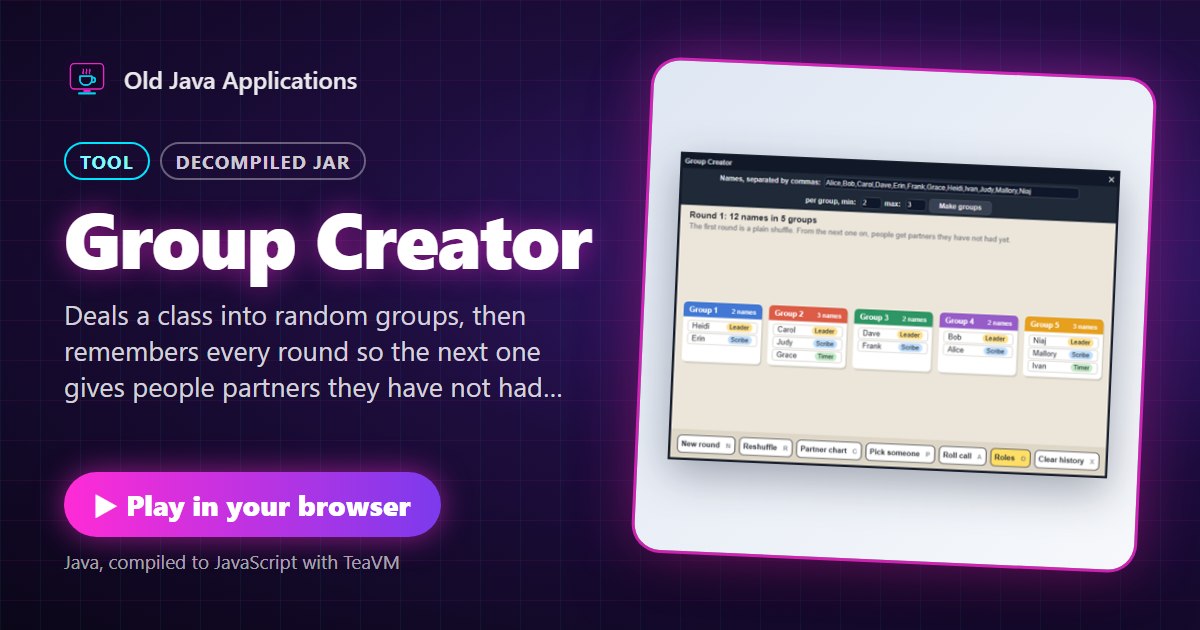 Old Java Applications
TOOL
DECOMPILED JAR
Group Creator
Deals a class into random groups, then
remembers every round so the next one
gives people partners they have not had...
▶ Play in your browser
Java, compiled to JavaScript with TeaVM
Group Creator ×
Names, separated by commas: Alice,Bob,Carol,Dave,Erin,Frank,Grace,Heidi,Ivan,Judy,Mallory,Niaj
per group, min: 2 max: 3 Make groups
Round 1: 12 names in 5 groups
The first round is a plain shuffle. From the next one on, people get partners they have not had yet.
Group 1 2 names
Heidi Leader
Erin Scribe
Group 2 3 names
Carol Leader
Judy Scribe
Grace Timer
Group 3 2 names
Dave Leader
Frank Scribe
Group 4 2 names
Bob Leader
Alice Scribe
Group 5 3 names
Niaj Leader
Mallory Scribe
Ivan Timer
New round N Reshuffle R Partner chart C Pick someone P Roll call A Roles O Clear history X